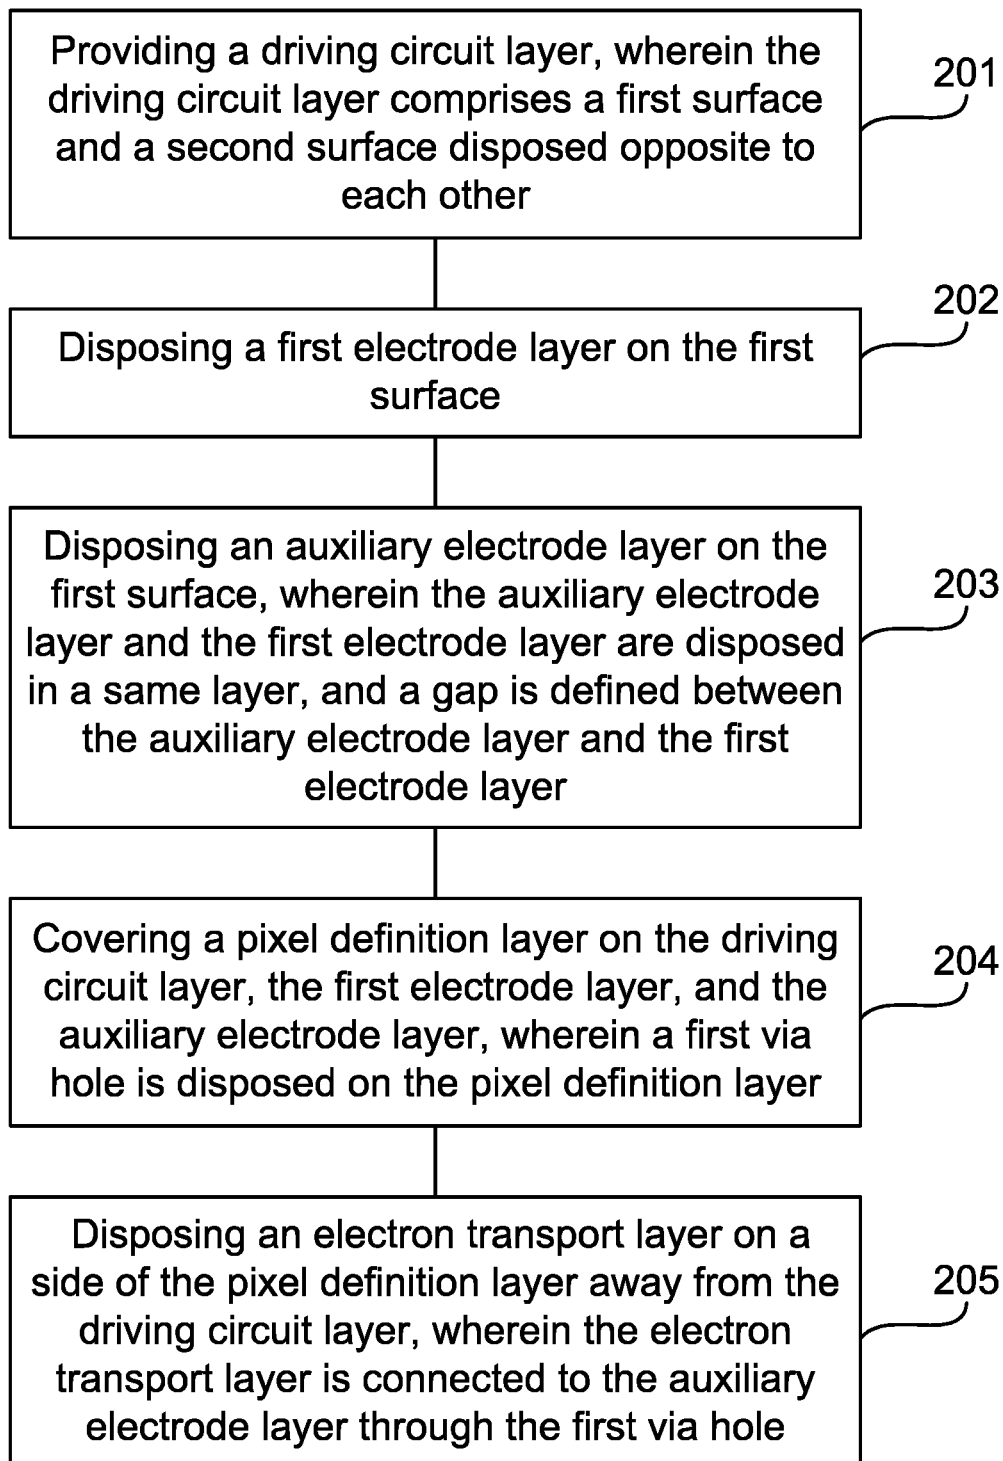 Providing a driving circuit layer, wherein the
driving circuit layer comprises a first surface
and a second surface disposed opposite to
each other
201
Disposing a first electrode layer on the first
surface
202
Disposing an auxiliary electrode layer on the
first surface, wherein the auxiliary electrode
layer and the first electrode layer are disposed
in a same layer, and a gap is defined between
the auxiliary electrode layer and the first
electrode layer
203
Covering a pixel definition layer on the driving
circuit layer, the first electrode layer, and the
auxiliary electrode layer, wherein a first via
hole is disposed on the pixel definition layer
204
Disposing an electron transport layer on a
side of the pixel definition layer away from the
driving circuit layer, wherein the electron
transport layer is connected to the auxiliary
electrode layer through the first via hole
205